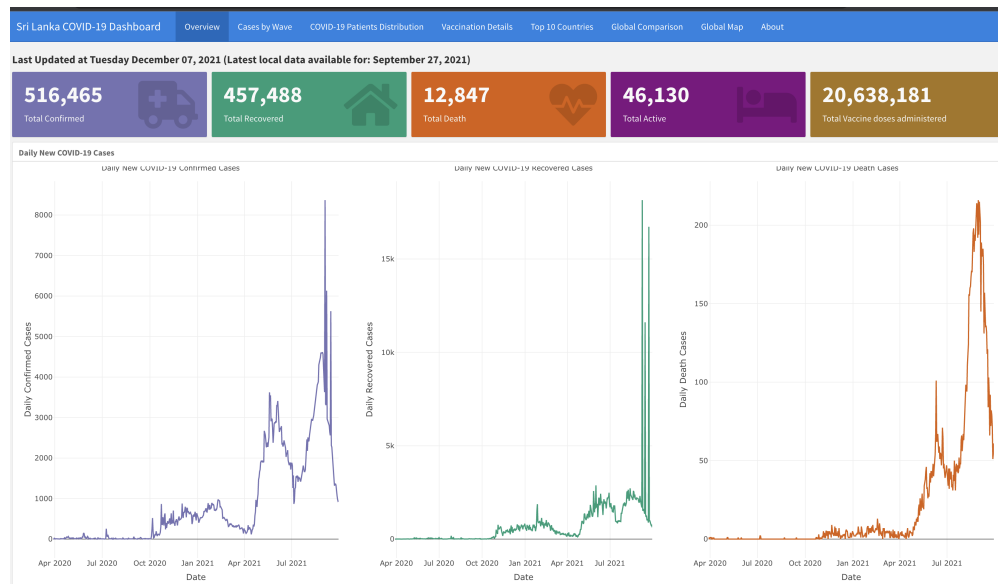 Sri Lanka COVID-19 Dashboard Overview Cases by Wave COVID-19 Patients Distribution Vaccination Details Top 10 Countries Global Comparison Global Map About
Last Updated at Tuesday December 07, 2021 (Latest local data available for: September 27, 2021)
516,465 457,488 12,847 46,130 20,638,181
Total Confirmed Total Recovered Total Death Total Active Total Vaccine doses administered
Daily New COVID-19 Cases
Daily New COVID-19 Confirmed Cases
8000
7000
6000
5000
4000
3000
2000
1000
0
Daily Confirmed Cases
Apr 2020 Jul 2020 Oct 2020 Jan 2021 Apr 2021 Jul 2021
Date
Daily New COVID-19 Recovered Cases
15k
10k
5k
0
Daily Recovered Cases
Apr 2020 Jul 2020 Oct 2020 Jan 2021 Apr 2021 Jul 2021
Date
Daily New COVID-19 Death Cases
200
150
100
50
0
Daily Death Cases
Apr 2020 Jul 2020 Oct 2020 Jan 2021 Apr 2021 Jul 2021
Date